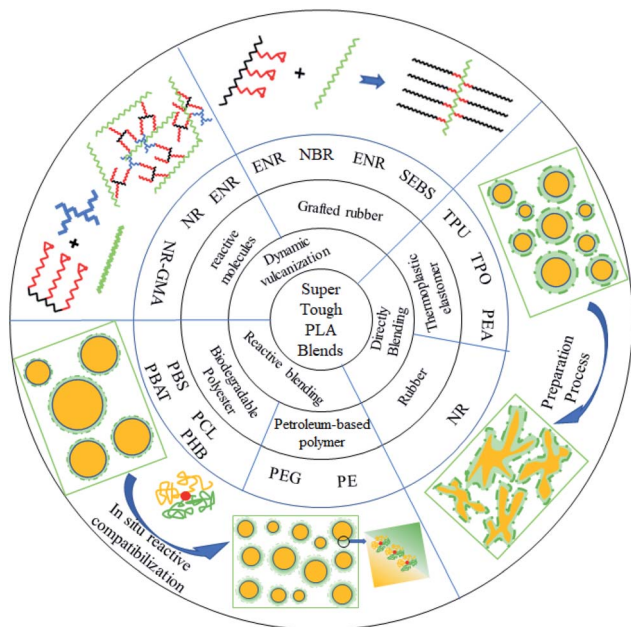 Super
Tough
PLA
Blends
Dynamic
vulcanization
Directly
Blending
Reactive blending
Grafted rubber
Thermoplastic
elastomer
Rubber
Petroleum-based
polymer
Biodegradable
Polyester
reactive
molecules
NR-GMA
NR
ENR
ENR
NBR
ENR
SEBS
TPU
TPO
PEA
NR
PE
PEG
PHB
PCL
PBS
PBAT
+
+
Preparation
Process
In situ reactive
compatibilization